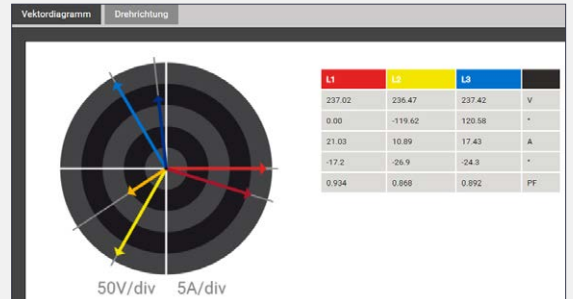 Vektordiagramm Drehrichtung
L1 L2 L3
237.02 236.47 237.42 V
0.00 -119.62 120.58 °
21.03 10.89 17.43 A
-17.2 -26.9 -24.3 °
0.934 0.868 0.892 PF
50V/div 5A/div